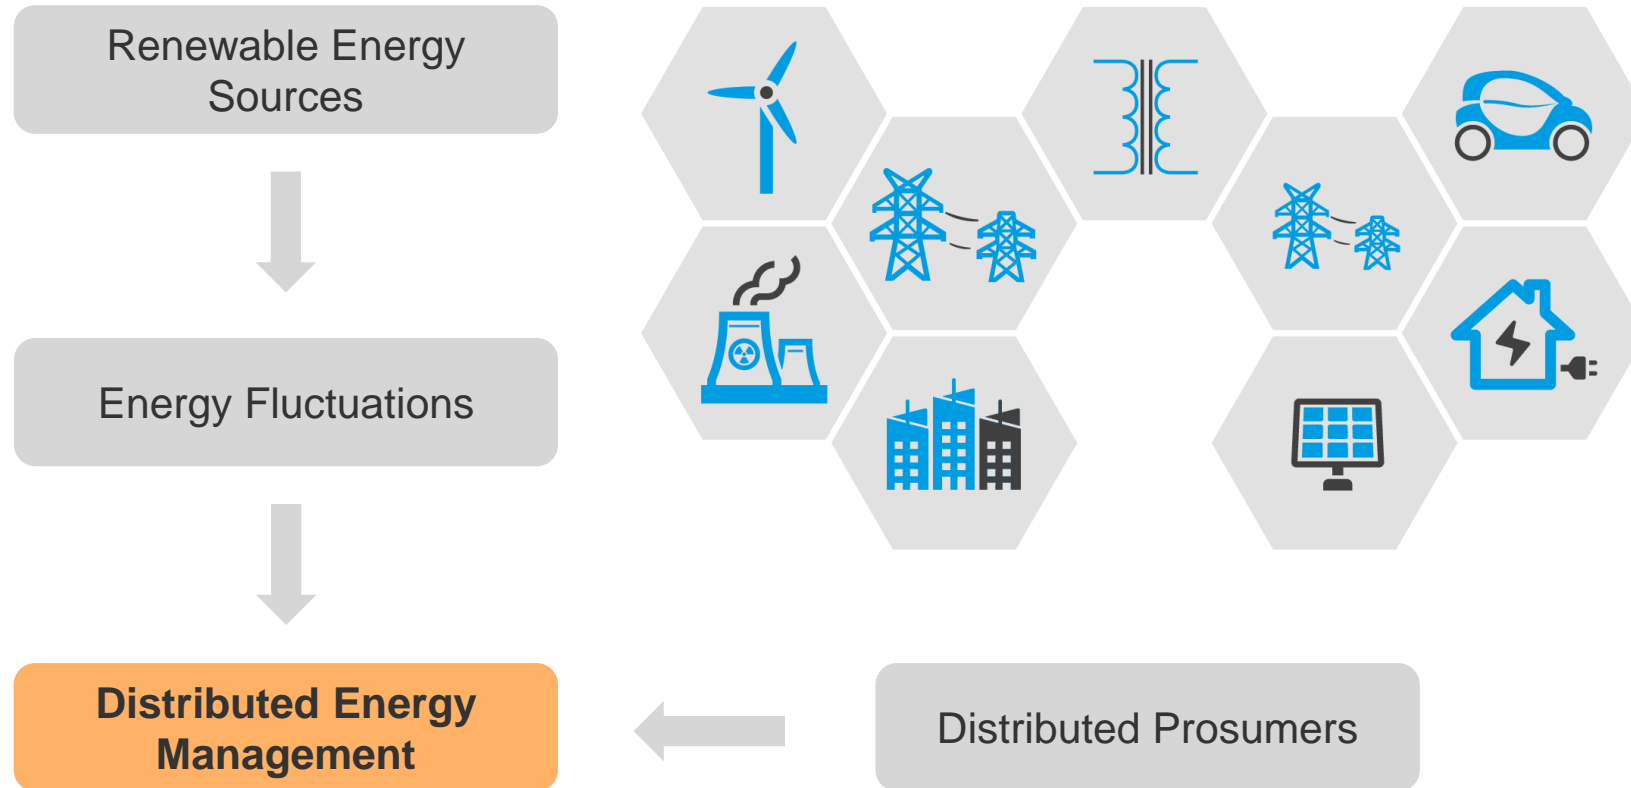 Renewable Energy
Sources
Energy Fluctuations
Distributed Energy
Management
Distributed Prosumers